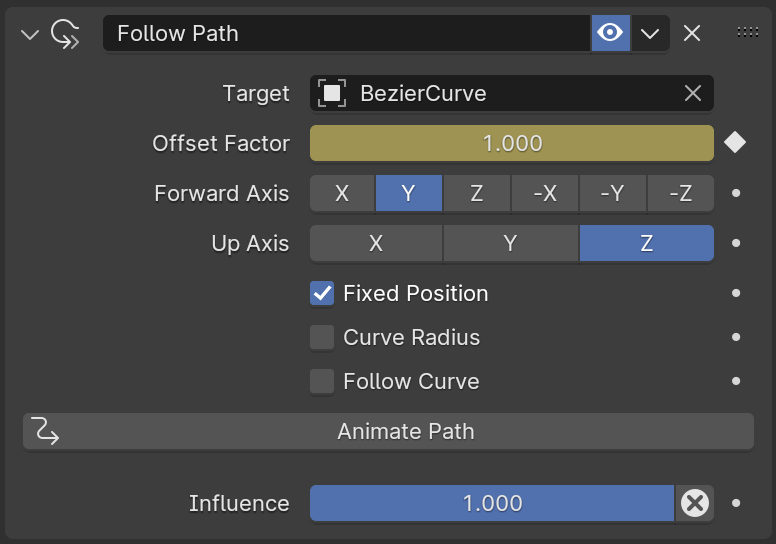 Follow Path
Target BezierCurve
Offset Factor 1.000
Forward Axis X Y Z -X -Y -Z
Up Axis X Y Z
Fixed Position
Curve Radius
Follow Curve
Animate Path
Influence 1.000